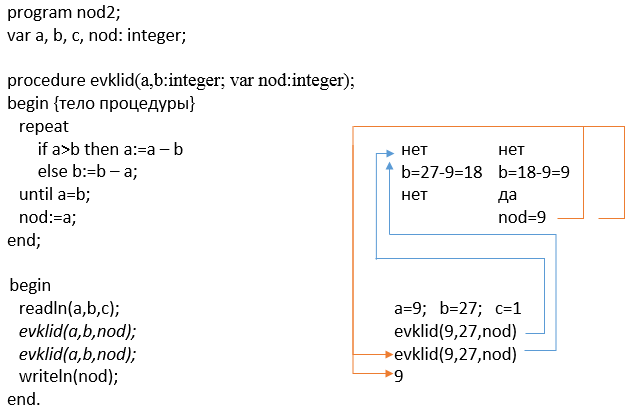 program nod2;
var a, b, c, nod: integer;
procedure evklid(a,b:integer; var nod:integer);
begin {тело процедуры}
repeat
if a>b then a:=a – b
else b:=b – a;
until a=b;
nod:=a;
end;
нет нет
b=27-9=18 b=18-9=9
нет да
nod=9
begin
readln(a,b,c);
evklid(a,b,nod);
evklid(a,b,nod);
writeln(nod);
end.
a=9; b=27; c=1
evklid(9,27,nod)
evklid(9,27,nod)
9